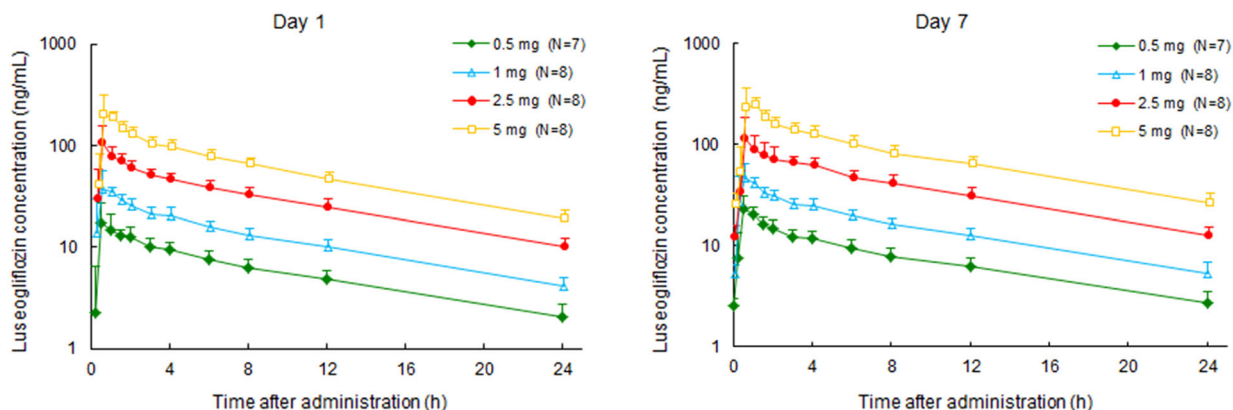 Day 1
Luseogliflozin concentration (ng/mL)
1000
100
10
1
0 4 8 12 16 20 24
Time after administration (h)
0.5 mg (N=7)
1 mg (N=8)
2.5 mg (N=8)
5 mg (N=8)
Day 7
Luseogliflozin concentration (ng/mL)
1000
100
10
1
0 4 8 12 16 20 24
Time after administration (h)
0.5 mg (N=7)
1 mg (N=8)
2.5 mg (N=8)
5 mg (N=8)